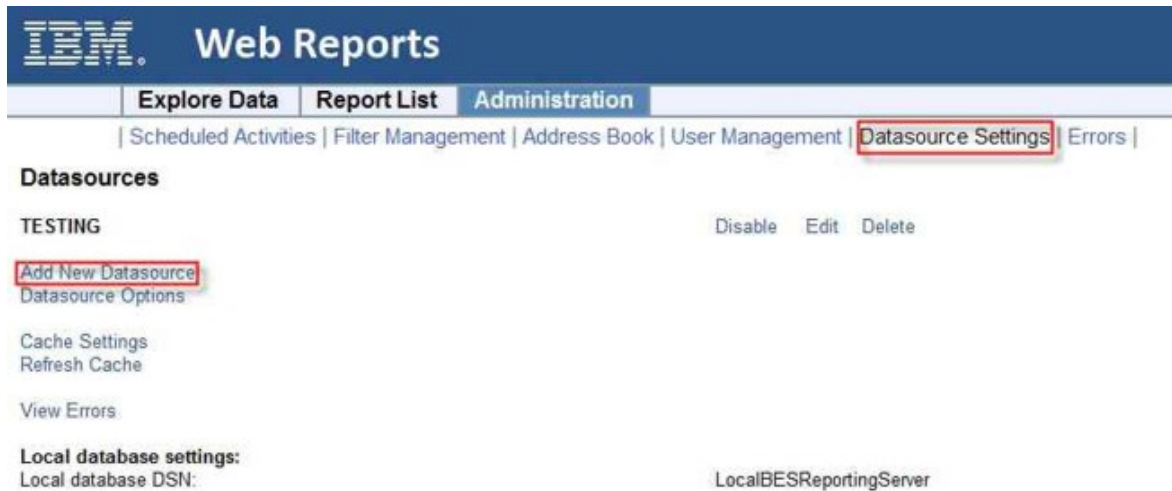 IBM. Web Reports
Explore Data | Report List | Administration
| Scheduled Activities | Filter Management | Address Book | User Management | Datasource Settings | Errors |
Datasources
TESTING Disable Edit Delete
Add New Datasource
Datasource Options
Cache Settings
Refresh Cache
View Errors
Local database settings:
Local database DSN: LocalBESReportingServer